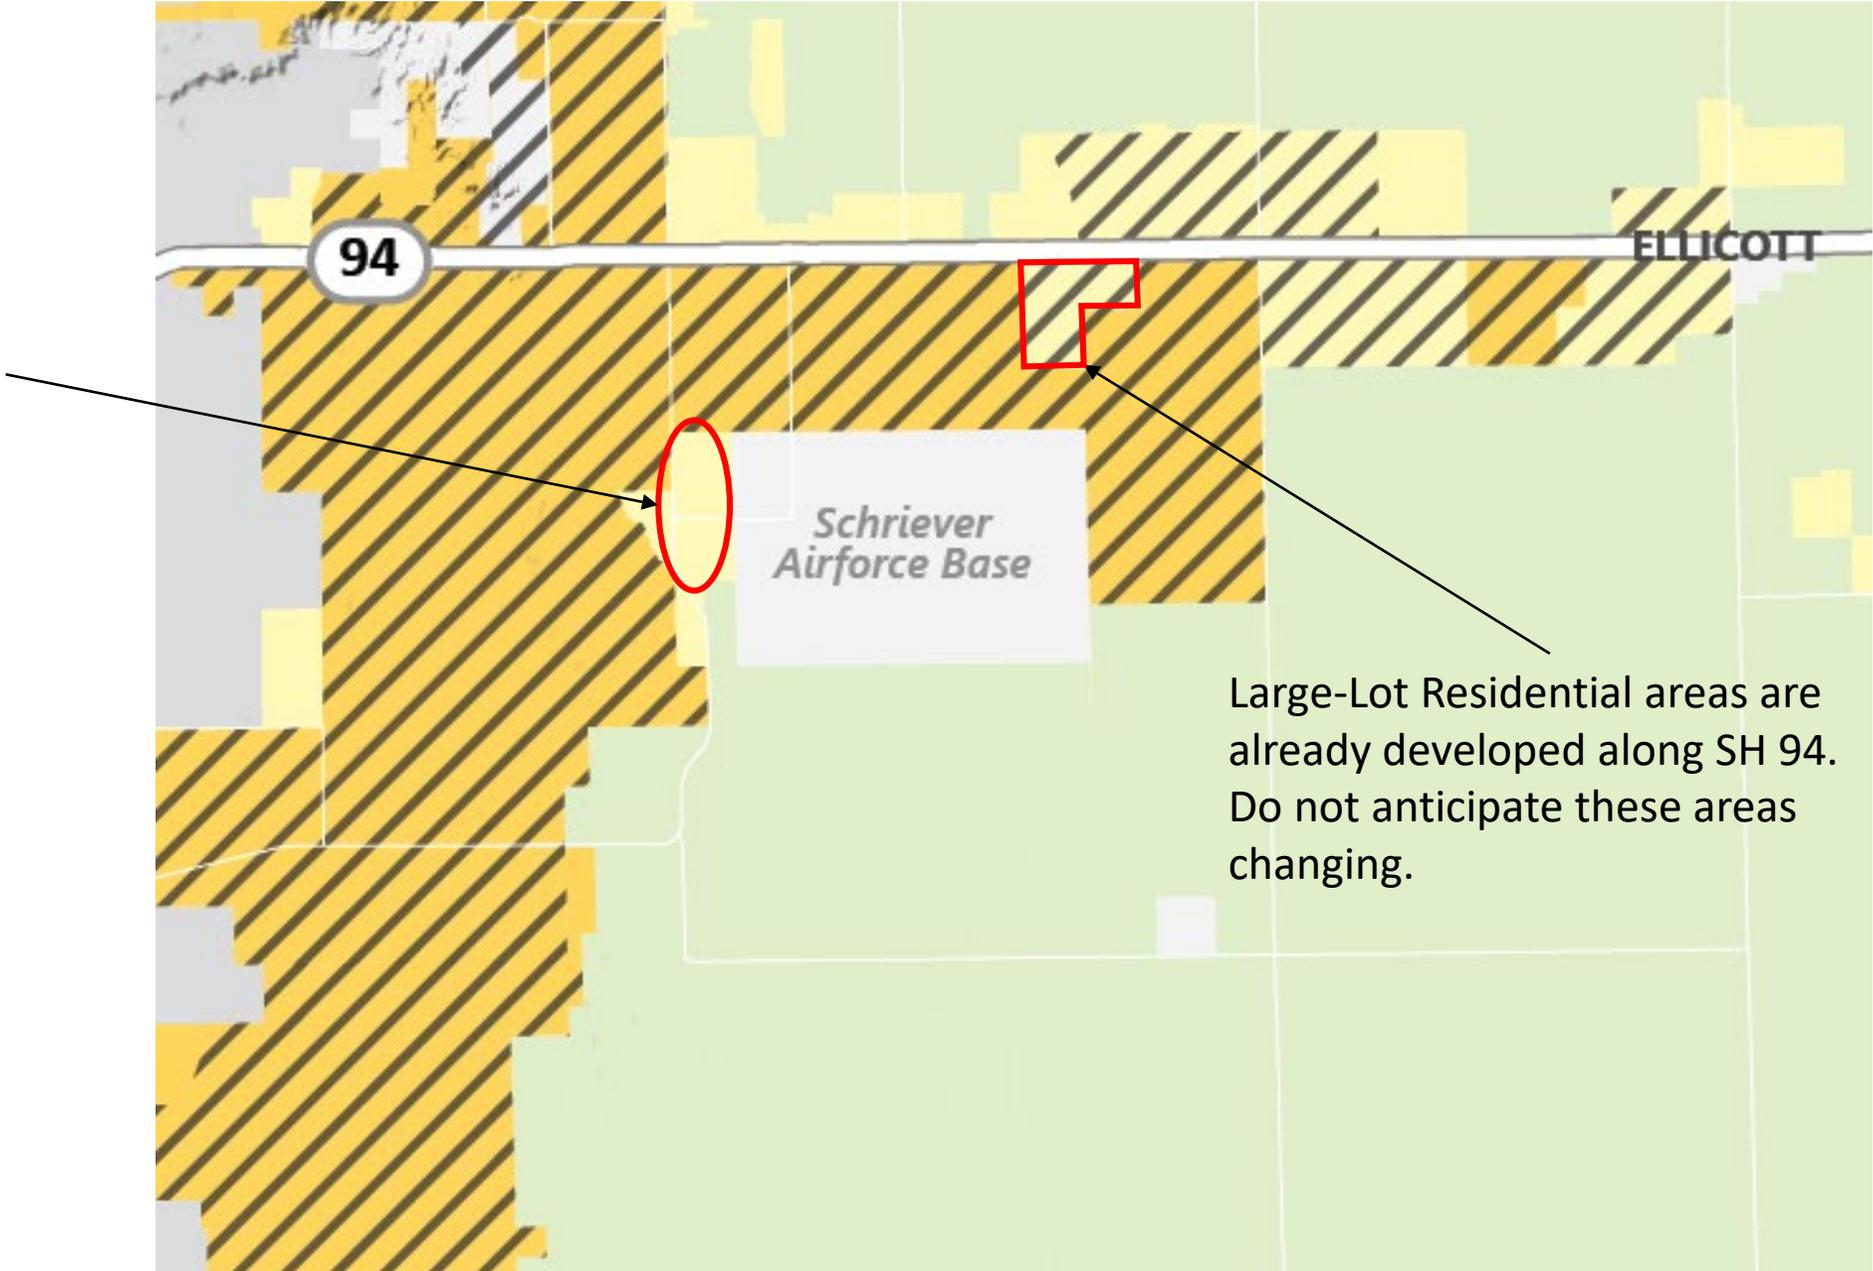 94
ELLICOTT
Schriever
Airforce Base
Large-Lot Residential areas are
already developed along SH 94.
Do not anticipate these areas
changing.